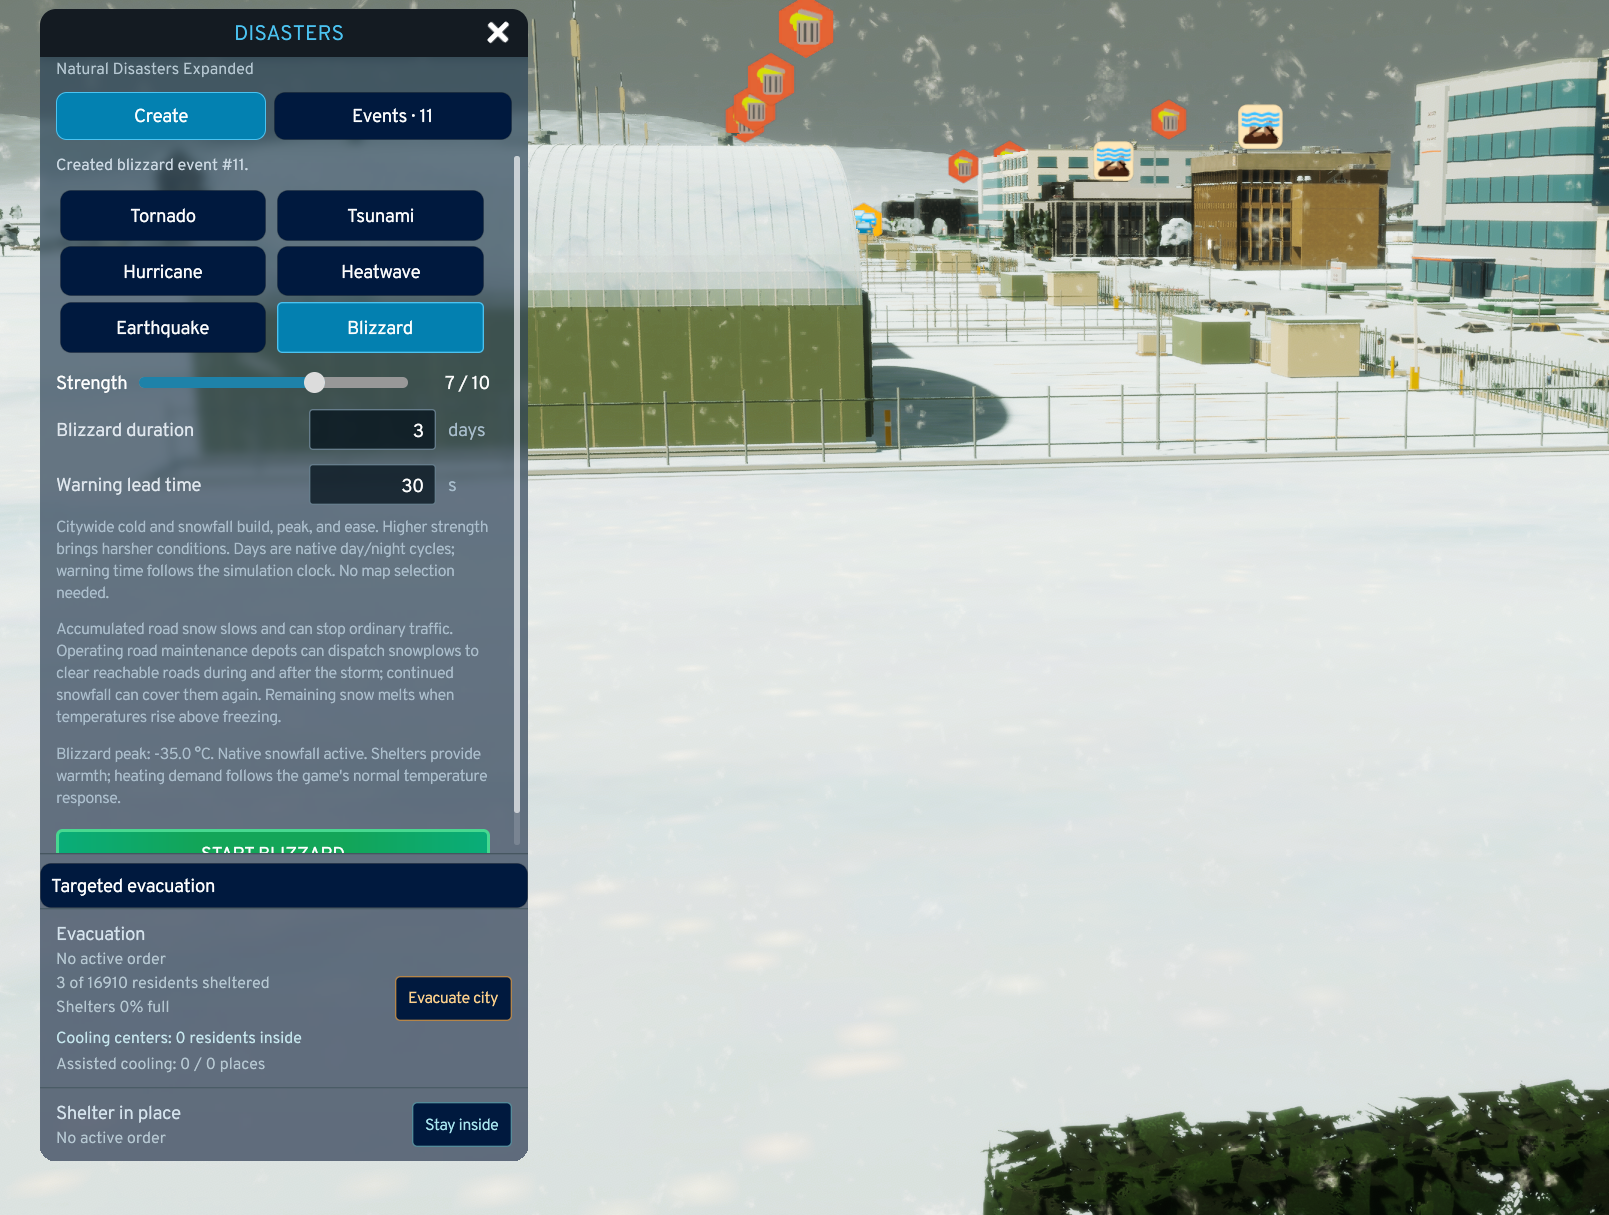 DISASTERS
Natural Disasters Expanded
Create
Events · 11
Created blizzard event #11.
Tornado
Tsunami
Hurricane
Heatwave
Earthquake
Blizzard
Strength 7 / 10
Blizzard duration 3 days
Warning lead time 30 s
Citywide cold and snowfall build, peak, and ease. Higher strength
brings harsher conditions. Days are native day/night cycles;
warning time follows the simulation clock. No map selection
needed.
Accumulated road snow slows and can stop ordinary traffic.
Operating road maintenance depots can dispatch snowplows to
clear reachable roads during and after the storm; continued
snowfall can cover them again. Remaining snow melts when
temperatures rise above freezing.
Blizzard peak: -35.0 °C. Native snowfall active. Shelters provide
warmth; heating demand follows the game's normal temperature
response.
START BLIZZARD
Targeted evacuation
Evacuation
No active order
3 of 16910 residents sheltered
Shelters 0% full
Evacuate city
Cooling centers: 0 residents inside
Assisted cooling: 0 / 0 places
Shelter in place
No active order
Stay inside